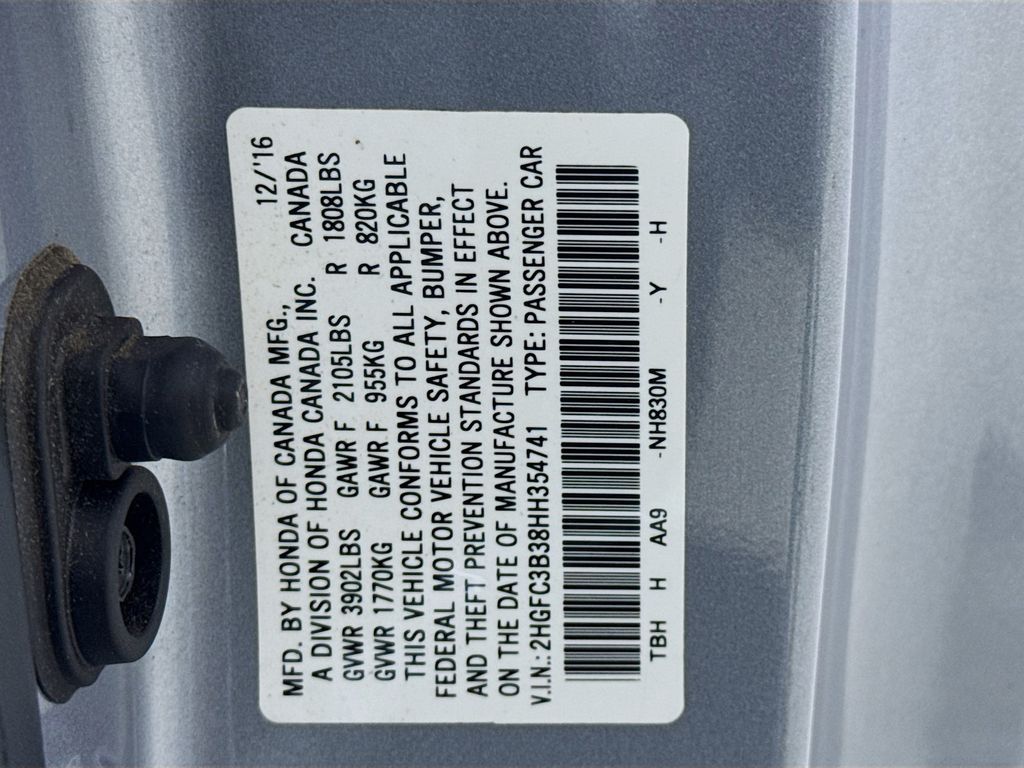 12/'16
MFD. BY HONDA OF CANADA MFG.,
A DIVISION OF HONDA CANADA INC. CANADA
GVWR 3902LBS GAWR F 2105LBS R 1808LBS
GVWR 1770KG GAWR F 955KG R 820KG
THIS VEHICLE CONFORMS TO ALL APPLICABLE
FEDERAL MOTOR VEHICLE SAFETY, BUMPER,
AND THEFT PREVENTION STANDARDS IN EFFECT
ON THE DATE OF MANUFACTURE SHOWN ABOVE.
V.I.N.: 2HGFC3B38HH354741 TYPE: PASSENGER CAR
TBH H AA9 -NH830M -Y -H